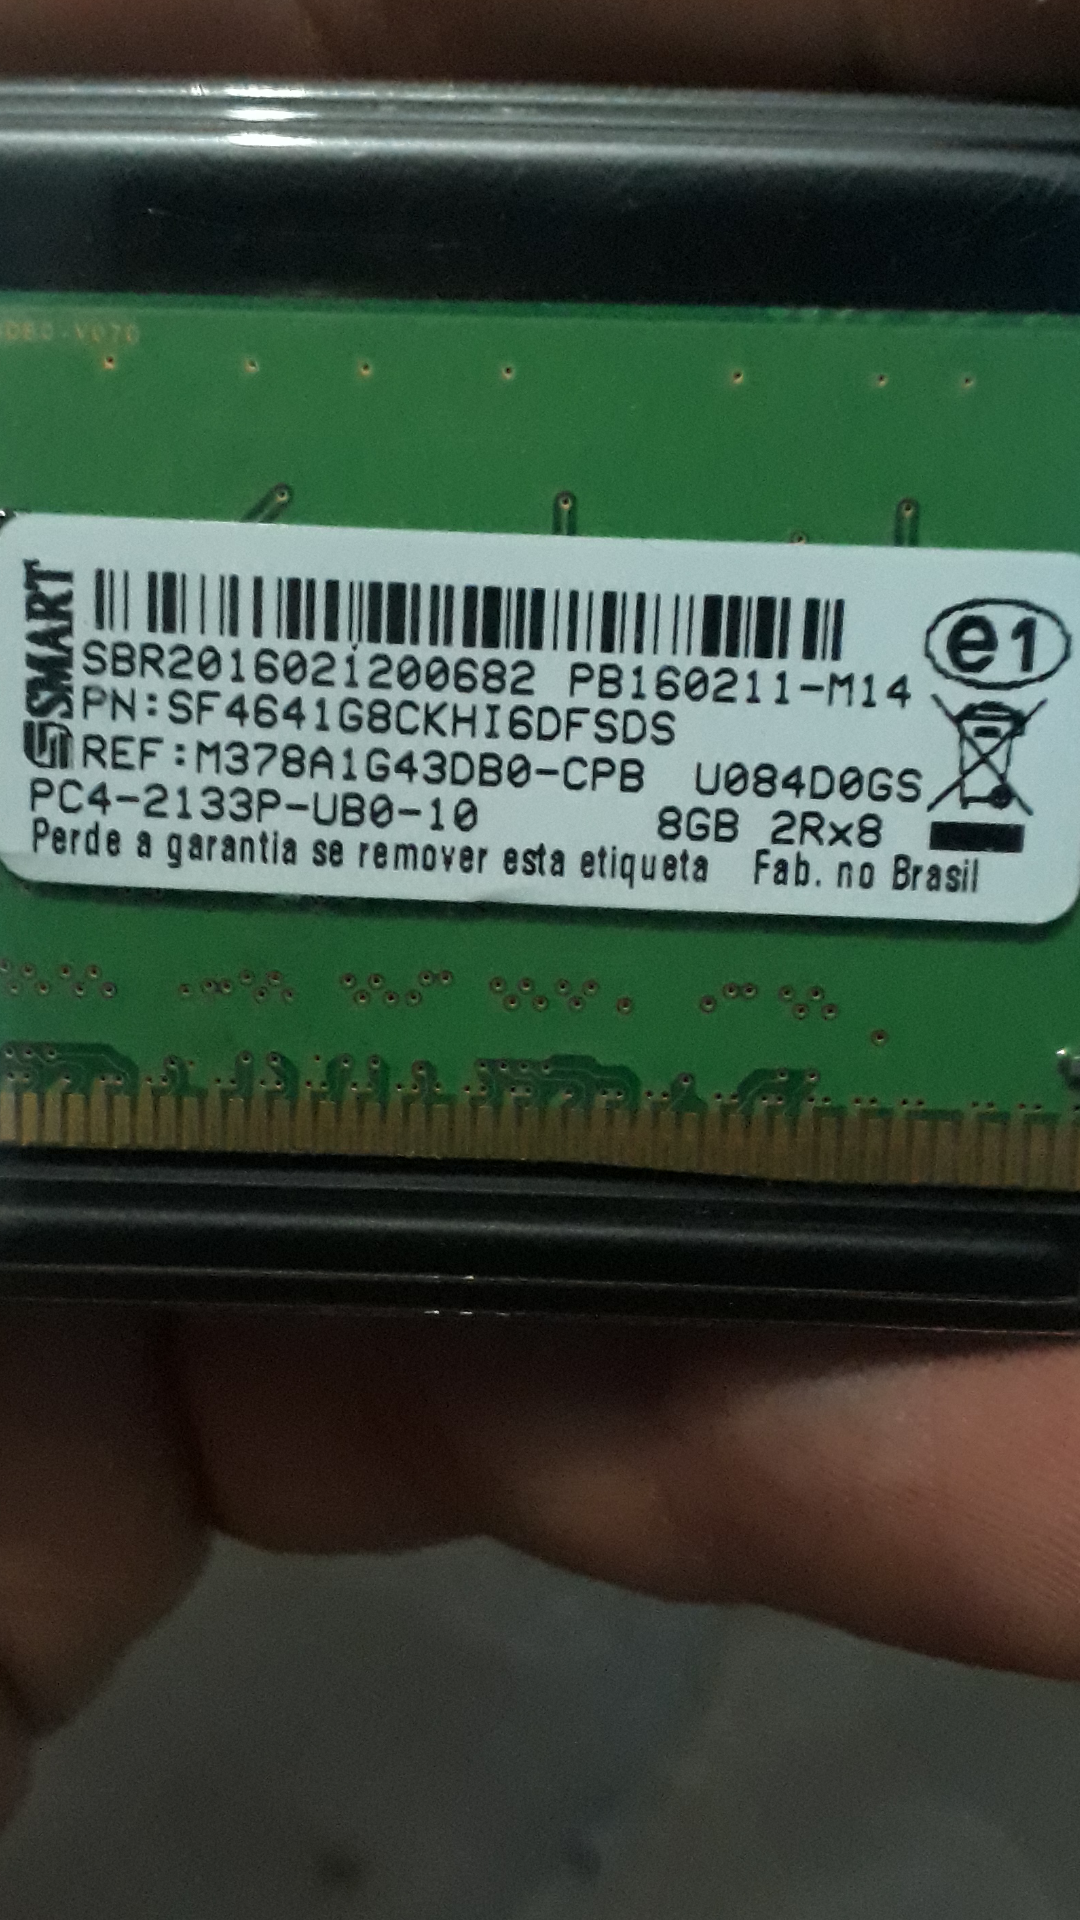 SMART
SBR2016021200682 PB160211-M14
PN:SF4641G8CKHI6DFSDS
REF:M378A1G43DB0-CPB U084D0GS
PC4-2133P-UB0-10 8GB 2Rx8
Perde a garantia se remover esta etiqueta Fab. no Brasil
e1